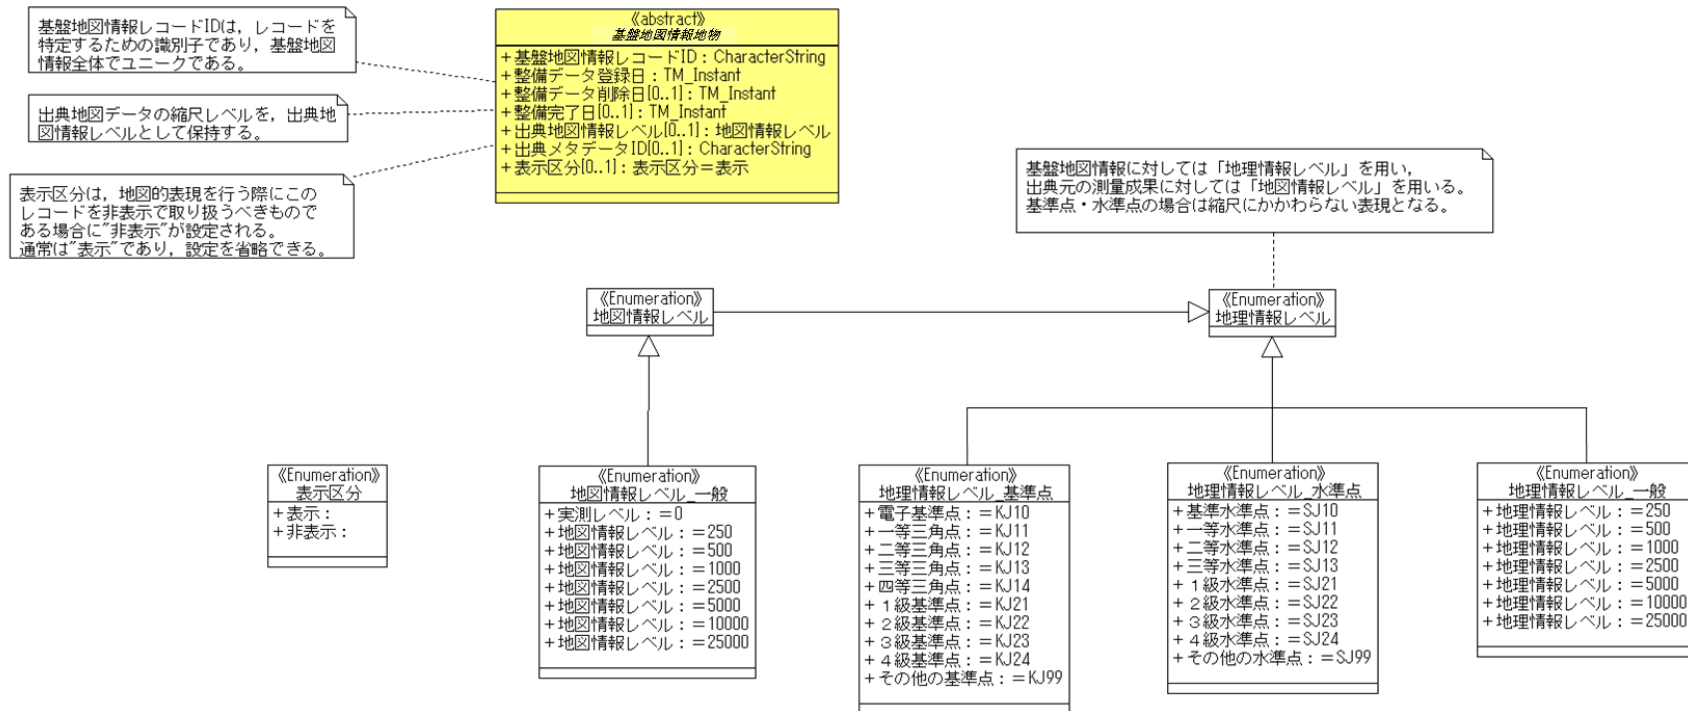 基盤地図情報レコードIDは，レコードを
特定するための識別子であり，基盤地図
情報全体でユニークである。
出典地図データの縮尺レベルを，出典地
図情報レベルとして保持する。
表示区分は，地図的表現を行う際にこの
レコードを非表示で取り扱うべきもので
ある場合に"非表示"が設定される。
通常は"表示"であり，設定を省略できる。
《abstract》
基盤地図情報地物
+基盤地図情報レコードID：CharacterString
+整備データ登録日：TM_Instant
+整備データ削除日[0..1]：TM_Instant
+整備完了日[0..1]：TM_Instant
+出典地図情報レベル[0..1]：地図情報レベル
+出典メタデータID[0..1]：CharacterString
+表示区分[0..1]：表示区分＝表示
基盤地図情報に対しては「地理情報レベル」を用い，
出典元の測量成果に対しては「地図情報レベル」を用いる。
基準点・水準点の場合は縮尺にかかわらない表現となる。
《Enumeration》
地図情報レベル
《Enumeration》
地理情報レベル
《Enumeration》
表示区分
+表示：
+非表示：
《Enumeration》
地図情報レベル_一般
+実測レベル：＝0
+地図情報レベル：＝250
+地図情報レベル：＝500
+地図情報レベル：＝1000
+地図情報レベル：＝2500
+地図情報レベル：＝5000
+地図情報レベル：＝10000
+地図情報レベル：＝25000
《Enumeration》
地理情報レベル_基準点
+電子基準点：＝KJ10
+一等三角点：＝KJ11
+二等三角点：＝KJ12
+三等三角点：＝KJ13
+四等三角点：＝KJ14
+１級基準点：＝KJ21
+２級基準点：＝KJ22
+３級基準点：＝KJ23
+４級基準点：＝KJ24
+その他の基準点：＝KJ99
《Enumeration》
地理情報レベル_水準点
+基準水準点：＝SJ10
+一等水準点：＝SJ11
+二等水準点：＝SJ12
+三等水準点：＝SJ13
+１級水準点：＝SJ21
+２級水準点：＝SJ22
+３級水準点：＝SJ23
+４級水準点：＝SJ24
+その他の水準点：＝SJ99
《Enumeration》
地理情報レベル_一般
+地理情報レベル：＝250
+地理情報レベル：＝500
+地理情報レベル：＝1000
+地理情報レベル：＝2500
+地理情報レベル：＝5000
+地理情報レベル：＝10000
+地理情報レベル：＝25000